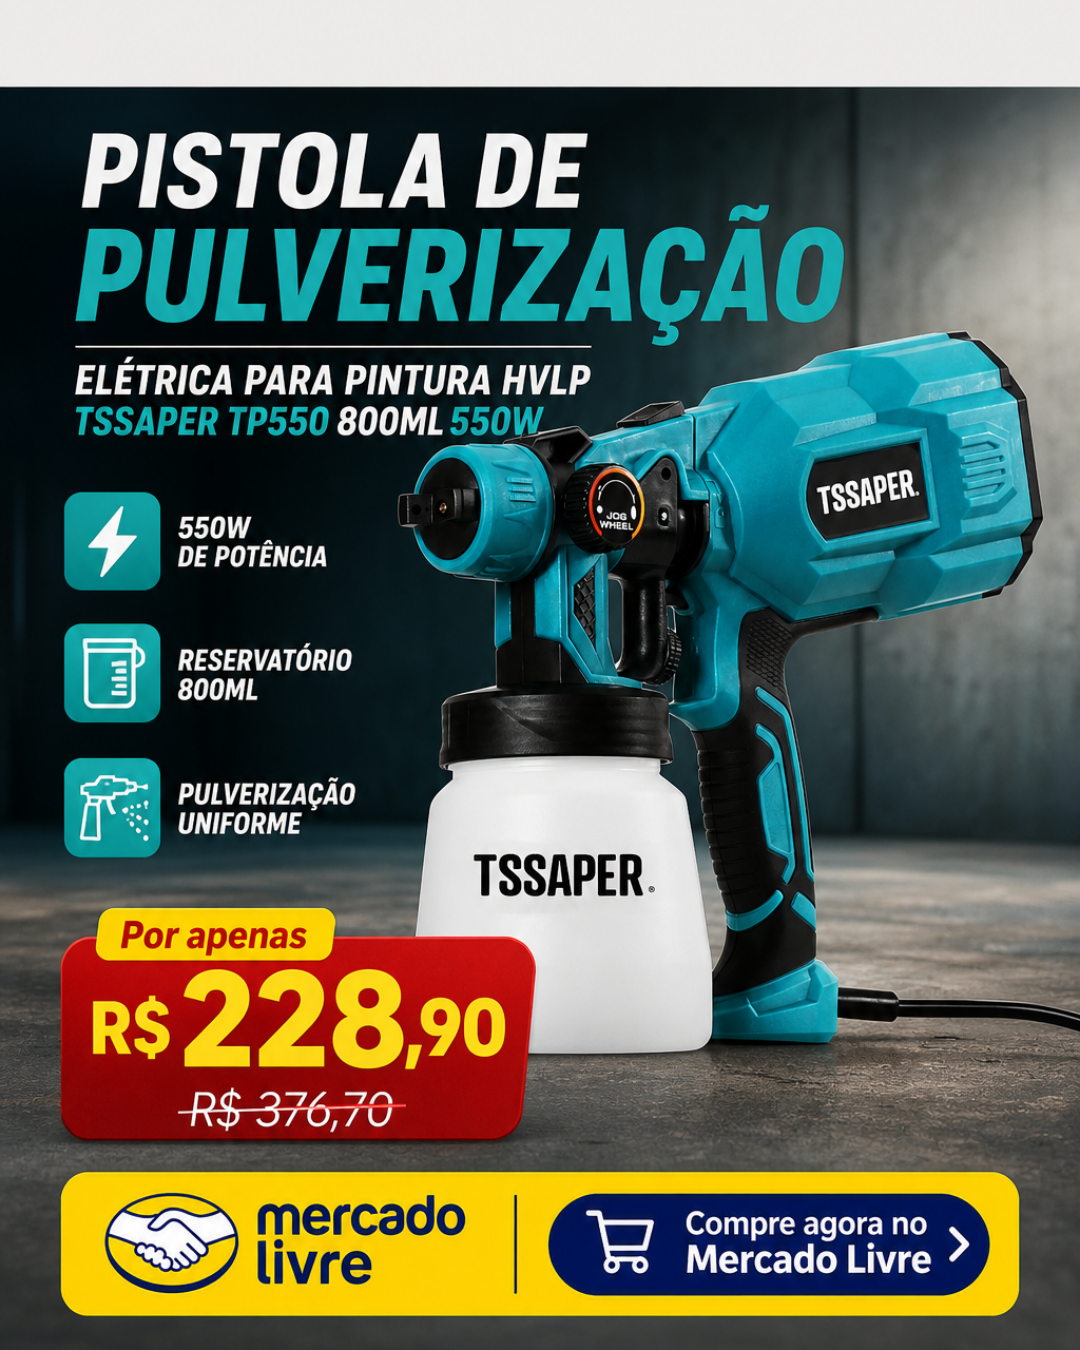 PISTOLA DE
PULVERIZAÇÃO
ELÉTRICA PARA PINTURA HVLP
TSSAPER TP550 800ML 550W
550W
DE POTÊNCIA
RESERVATÓRIO
800ML
PULVERIZAÇÃO
UNIFORME
JOG
WHEEL
TSSAPER®
TSSAPER®
Por apenas
R$ 228,90
R$ 376,70
mercado
livre
Compre agora no
Mercado Livre